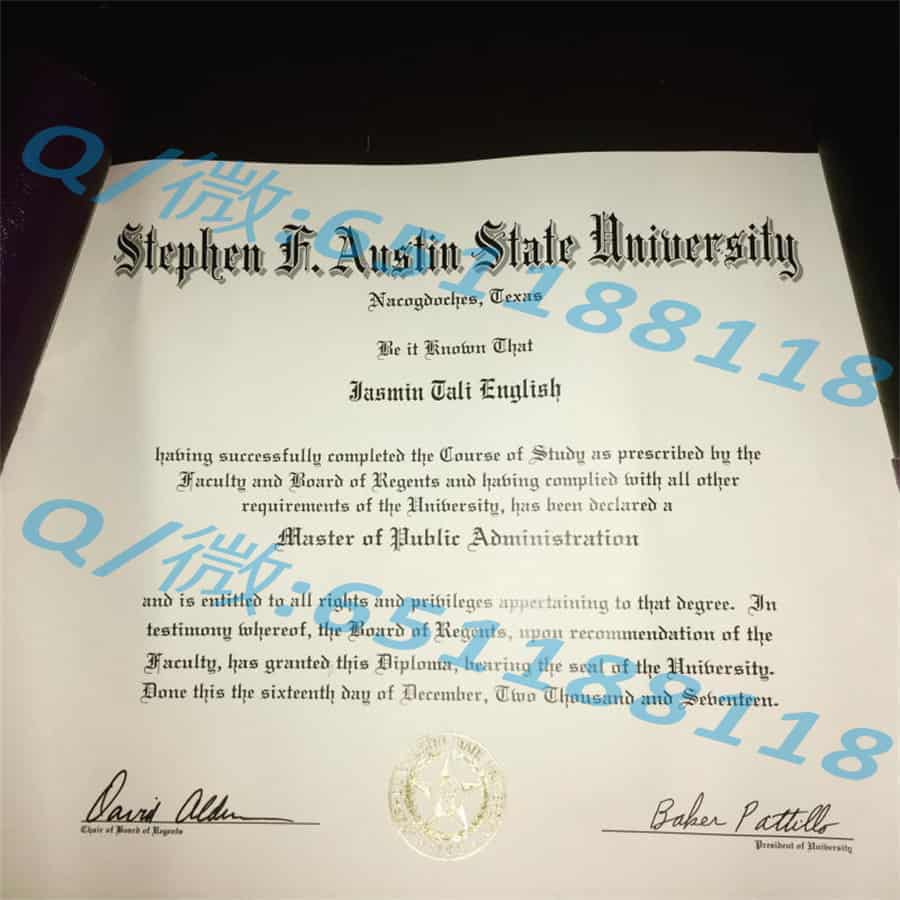 Stephen F. Austin State University
Nacogdoches, Texas
Be it Known That
Jasmin Tali English
having successfully completed the Course of Study as prescribed by the
Faculty and Board of Regents and having complied with all other
requirements of the University, has been declared a
Master of Public Administration
and is entitled to all rights and privileges appertaining to that degree. In
testimony whereof, the Board of Regents, upon recommendation of the
Faculty, has granted this Diploma, bearing the seal of the University.
Done this the sixteenth day of December, Two Thousand and Seventeen.
David Alder
Chair of Board of Regents
Baker Pattillo
President of University
Q/微:651188118
Q/微:651188118